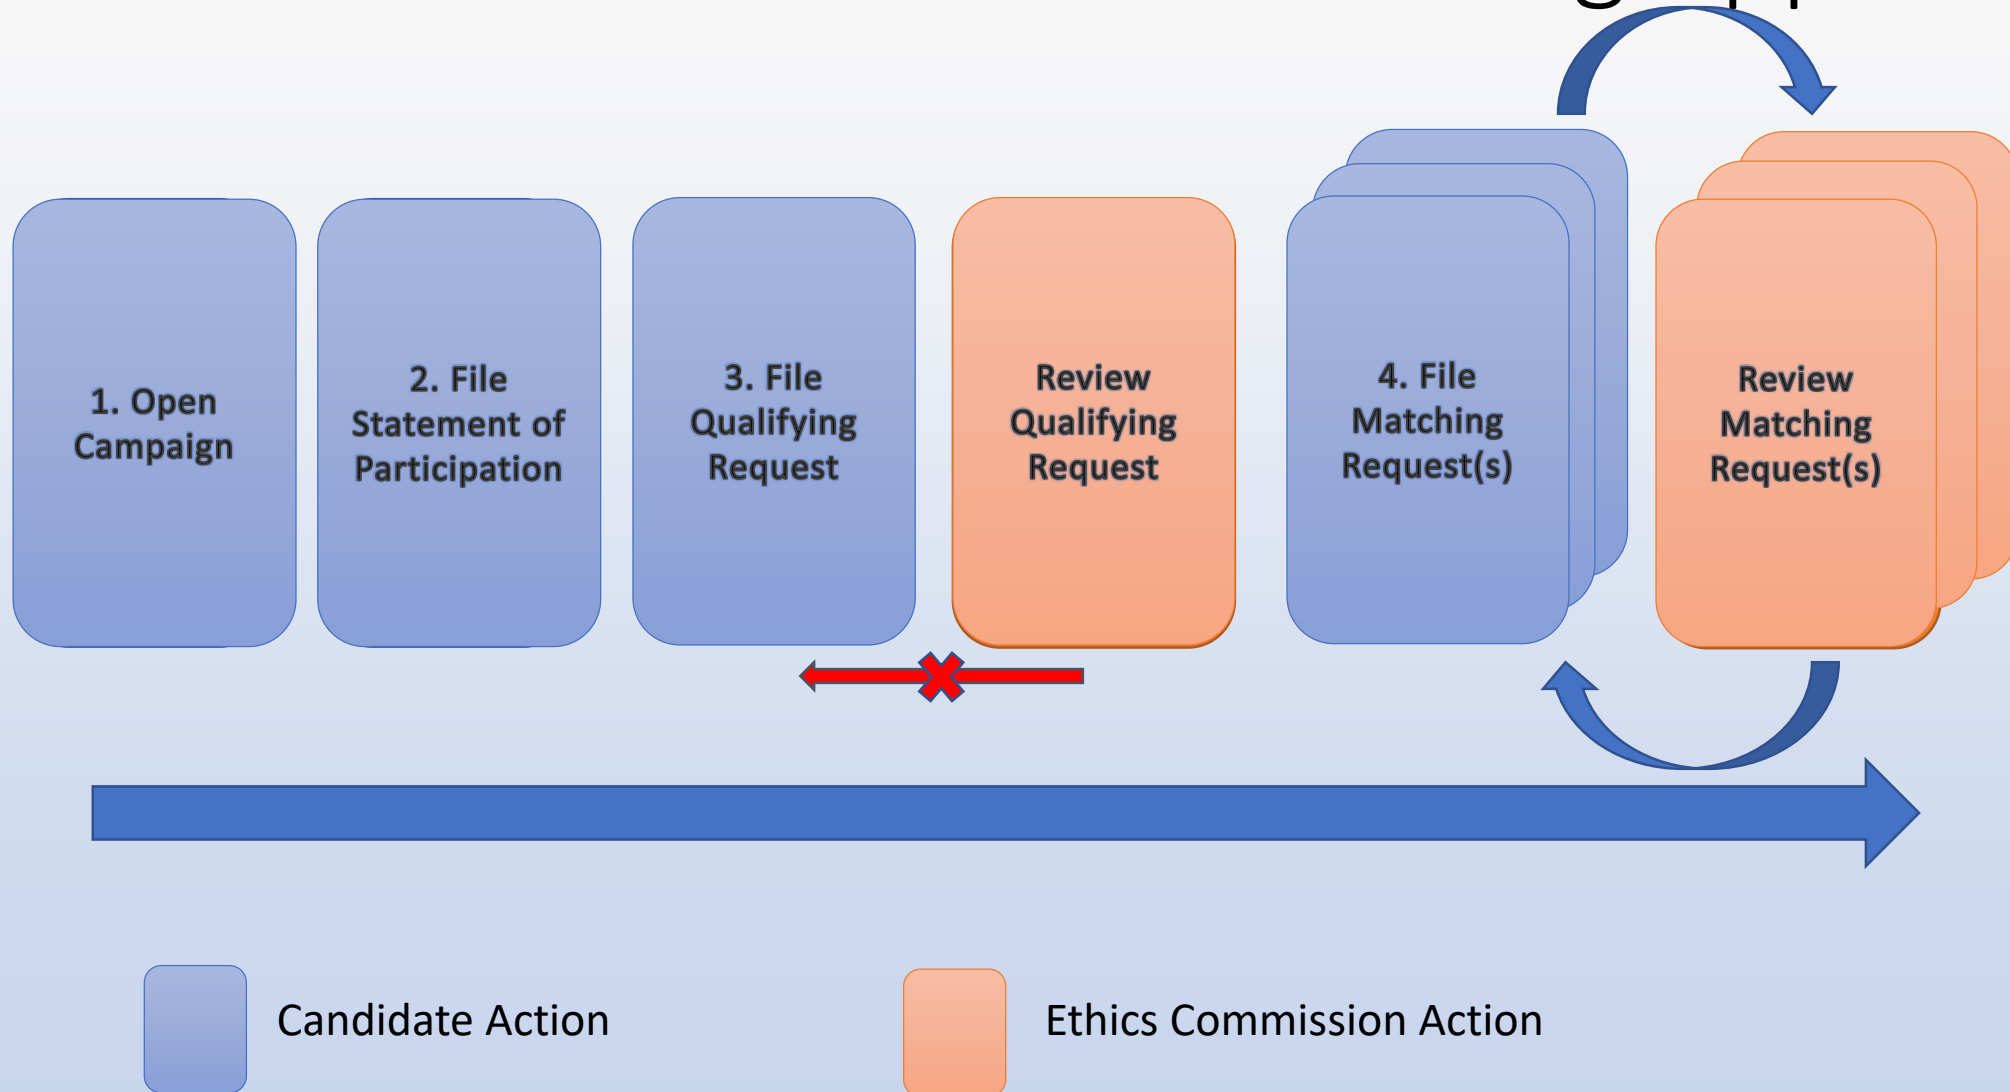 1. Open
Campaign
2. File
Statement of
Participation
3. File
Qualifying
Request
Review
Qualifying
Request
4. File
Matching
Request(s)
Review
Matching
Request(s)
Candidate Action
Ethics Commission Action